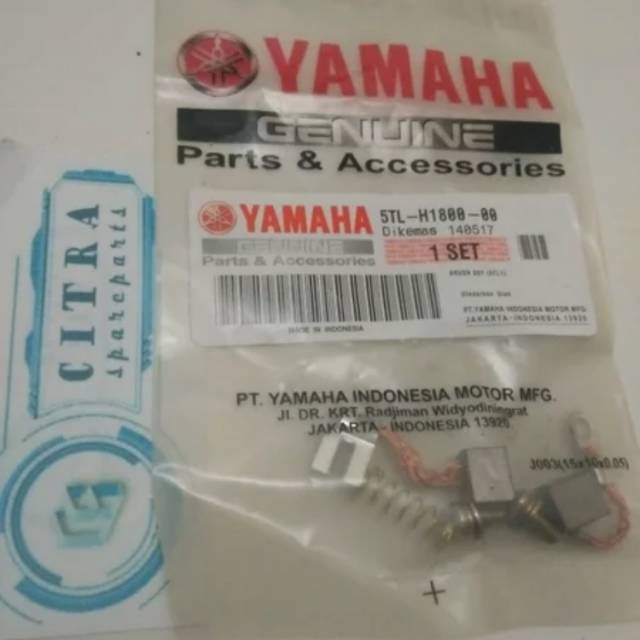 YAMAHA
GENUINE
Parts & Accessories
YAMAHA
GENUINE
Parts & Accessories
5TL-H1800-00
Dikemas 140517
1 SET
PT.YAMAHA INDONESIA MOTOR MFG.
JAKARTA-INDONESIA 13920
MADE IN INDONESIA
PT. YAMAHA INDONESIA MOTOR MFG.
Jl. DR. KRT. Radjiman Widyodiningrat
JAKARTA - INDONESIA 13920
J003(15x10x0.05)
CITRA
spareparts